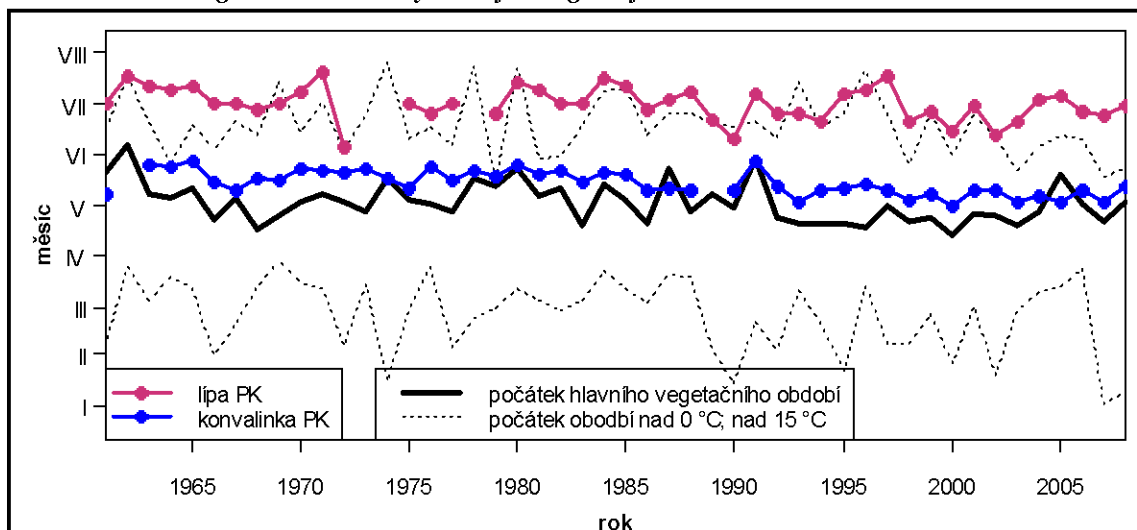 VIII
VII
VI
V
IV
III
II
I
měsíc
lípa PK
konvalinka PK
počátek hlavního vegetačního období
počátek obodbí nad 0 °C; nad 15 °C
1965 1970 1975 1980 1985 1990 1995 2000 2005
rok